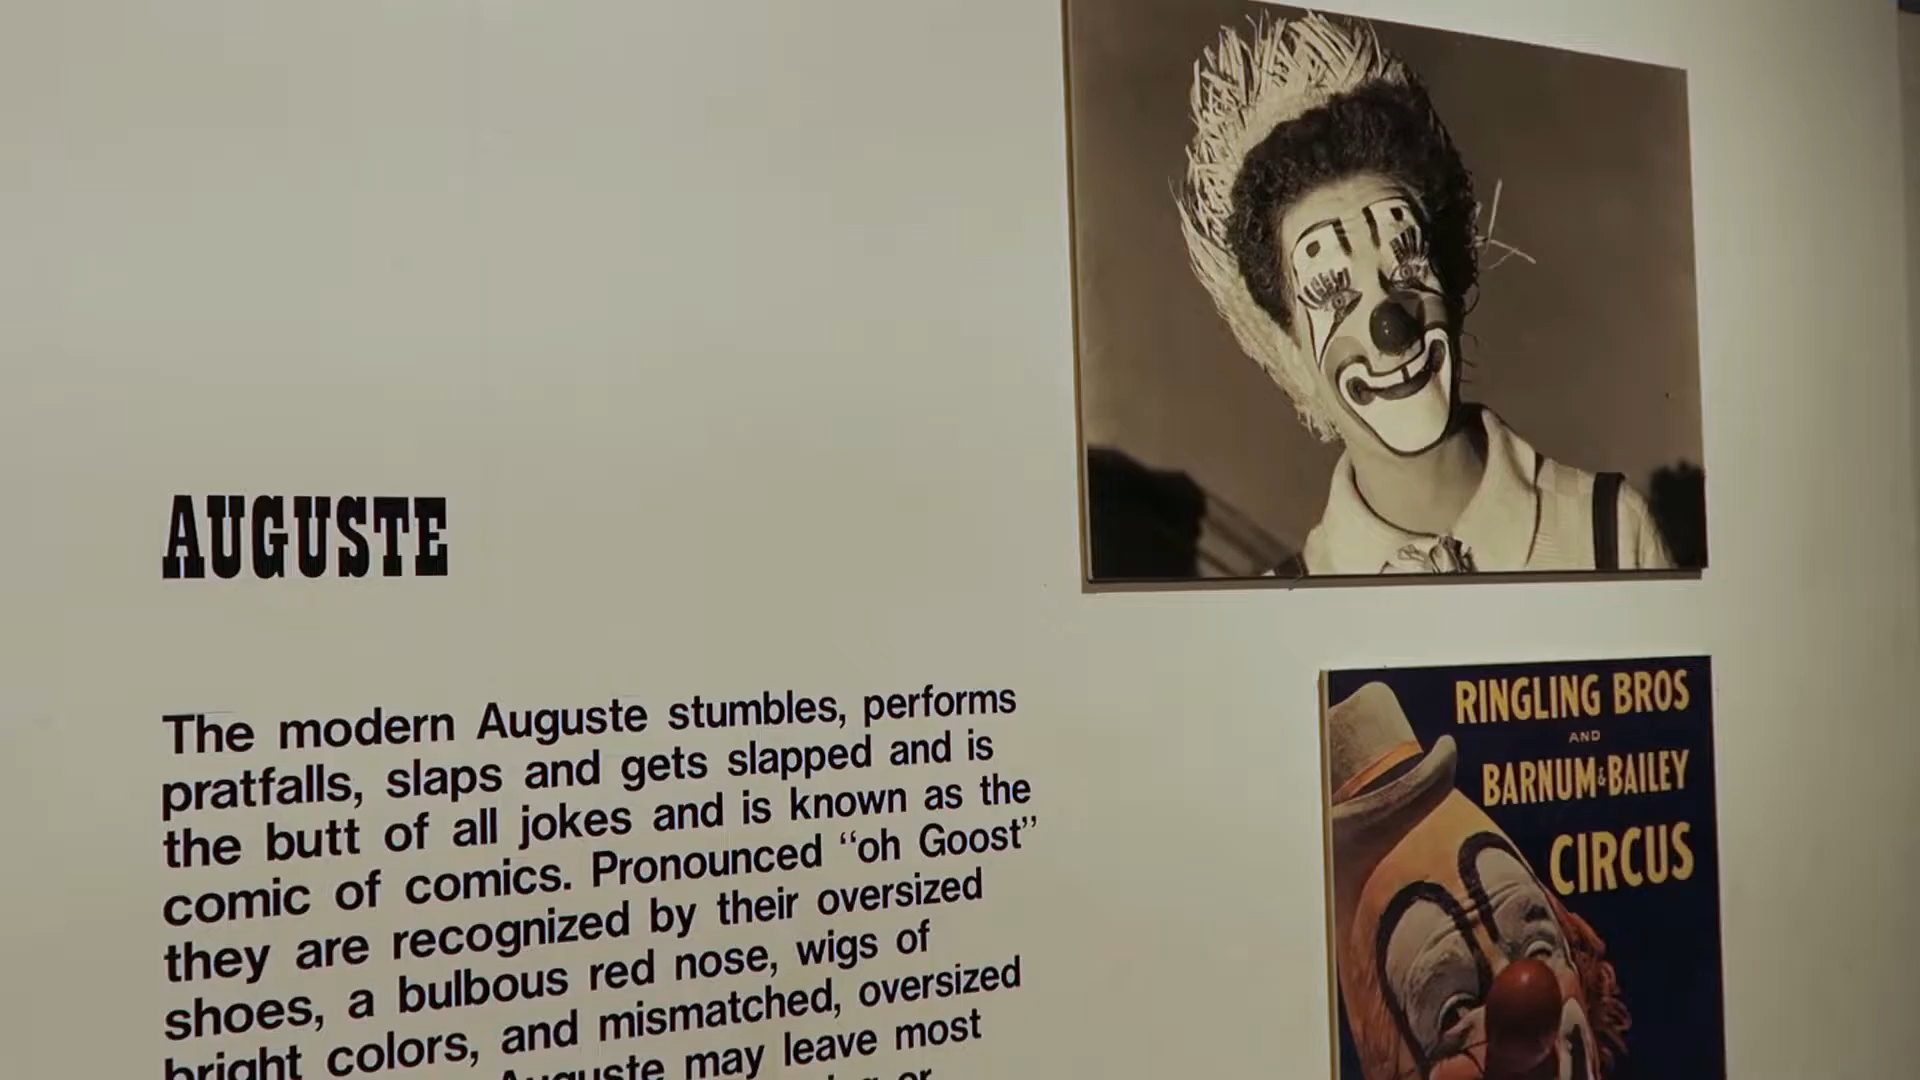 AUGUSTE
The modern Auguste stumbles, performs
pratfalls, slaps and gets slapped and is
the butt of all jokes and is known as the
comic of comics. Pronounced “oh Goost”
they are recognized by their oversized
shoes, a bulbous red nose, wigs of
bright colors, and mismatched, oversized
Auguste may leave most
or
RINGLING BROS
AND
BARNUM & BAILEY
CIRCUS